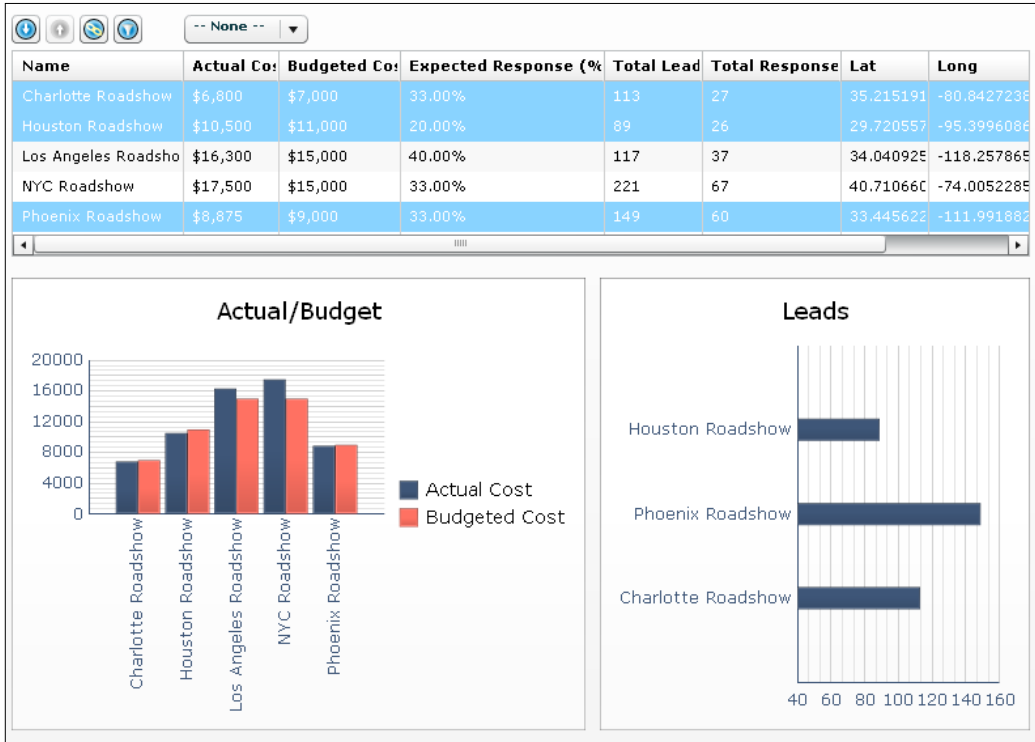 -- None --
Name Actual Cos Budgeted Cos Expected Response (% Total Lead Total Response Lat Long
Charlotte Roadshow $6,800 $7,000 33.00% 113 27 35.215191 -80.8427238
Houston Roadshow $10,500 $11,000 20.00% 89 26 29.720557 -95.3996086
Los Angeles Roadsho $16,300 $15,000 40.00% 117 37 34.040925 -118.257865
NYC Roadshow $17,500 $15,000 33.00% 221 67 40.710660 -74.0052285
Phoenix Roadshow $8,875 $9,000 33.00% 149 60 33.445622 -111.991882
Actual/Budget
20000
16000
12000
8000
4000
0
Charlotte Roadshow
Houston Roadshow
Los Angeles Roadshow
NYC Roadshow
Phoenix Roadshow
Actual Cost
Budgeted Cost
Leads
Houston Roadshow
Phoenix Roadshow
Charlotte Roadshow
40 60 80 100 120 140 160